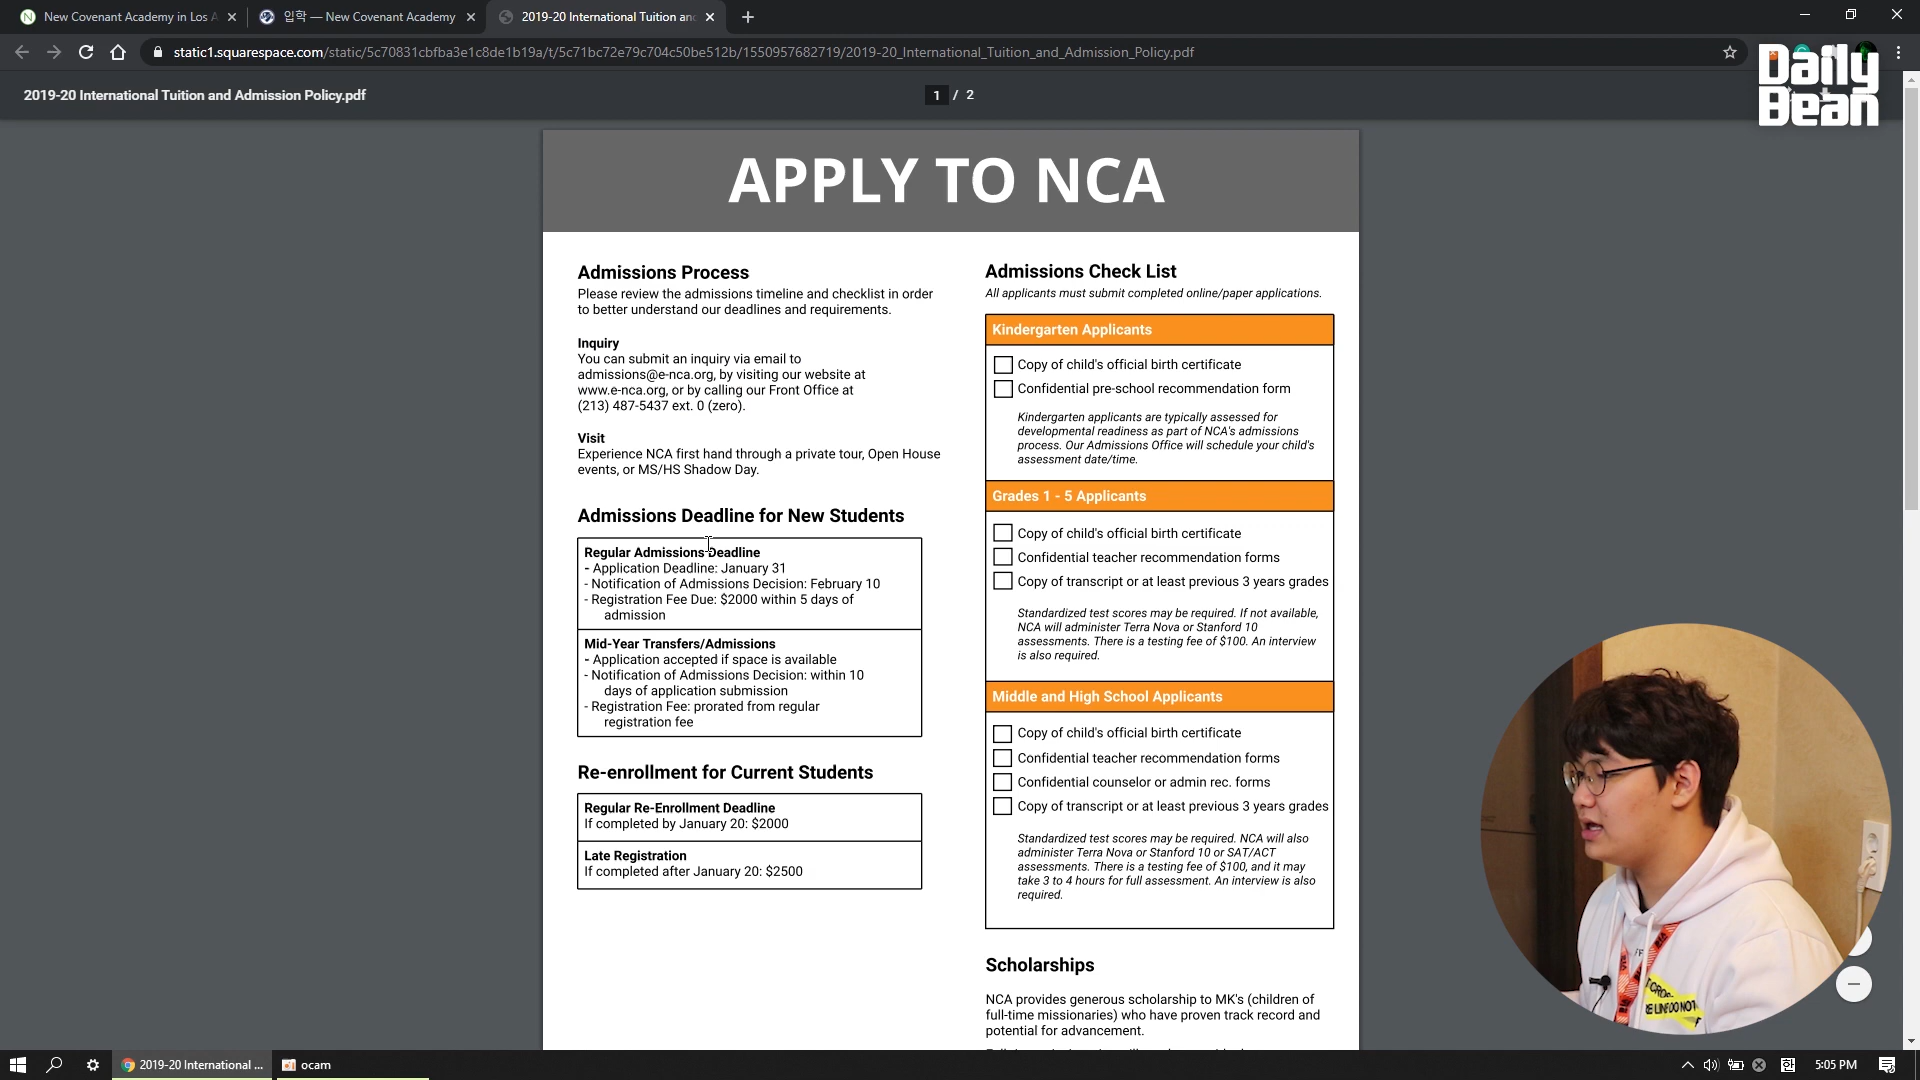 New Covenant Academy in Los A
입학 — New Covenant Academy
2019-20 International Tuition an
static1.squarespace.com/static/5c70831cbfba3e1c8de1b19a/t/5c71bc72e79c704c50be512b/1550957682719/2019-20_International_Tuition_and_Admission_Policy.pdf
2019-20 International Tuition and Admission Policy.pdf
1 / 2
Daily
Bean
APPLY TO NCA
Admissions Process
Please review the admissions timeline and checklist in order
to better understand our deadlines and requirements.
Inquiry
You can submit an inquiry via email to
admissions@e-nca.org, by visiting our website at
www.e-nca.org, or by calling our Front Office at
(213) 487-5437 ext. 0 (zero).
Visit
Experience NCA first hand through a private tour, Open House
events, or MS/HS Shadow Day.
Admissions Deadline for New Students
Regular Admissions Deadline
- Application Deadline: January 31
- Notification of Admissions Decision: February 10
- Registration Fee Due: $2000 within 5 days of
admission
Mid-Year Transfers/Admissions
- Application accepted if space is available
- Notification of Admissions Decision: within 10
days of application submission
- Registration Fee: prorated from regular
registration fee
Re-enrollment for Current Students
Regular Re-Enrollment Deadline
If completed by January 20: $2000
Late Registration
If completed after January 20: $2500
Admissions Check List
All applicants must submit completed online/paper applications.
Kindergarten Applicants
Copy of child's official birth certificate
Confidential pre-school recommendation form
Kindergarten applicants are typically assessed for
developmental readiness as part of NCA's admissions
process. Our Admissions Office will schedule your child's
assessment date/time.
Grades 1 - 5 Applicants
Copy of child's official birth certificate
Confidential teacher recommendation forms
Copy of transcript or at least previous 3 years grades
Standardized test scores may be required. If not available,
NCA will administer Terra Nova or Stanford 10
assessments. There is a testing fee of $100. An interview
is also required.
Middle and High School Applicants
Copy of child's official birth certificate
Confidential teacher recommendation forms
Confidential counselor or admin rec. forms
Copy of transcript or at least previous 3 years grades
Standardized test scores may be required. NCA will also
administer Terra Nova or Stanford 10 or SAT/ACT
assessments. There is a testing fee of $100, and it may
take 3 to 4 hours for full assessment. An interview is also
required.
Scholarships
NCA provides generous scholarship to MK's (children of
full-time missionaries) who have proven track record and
potential for advancement.
2019-20 International ...
ocam
5:05 PM